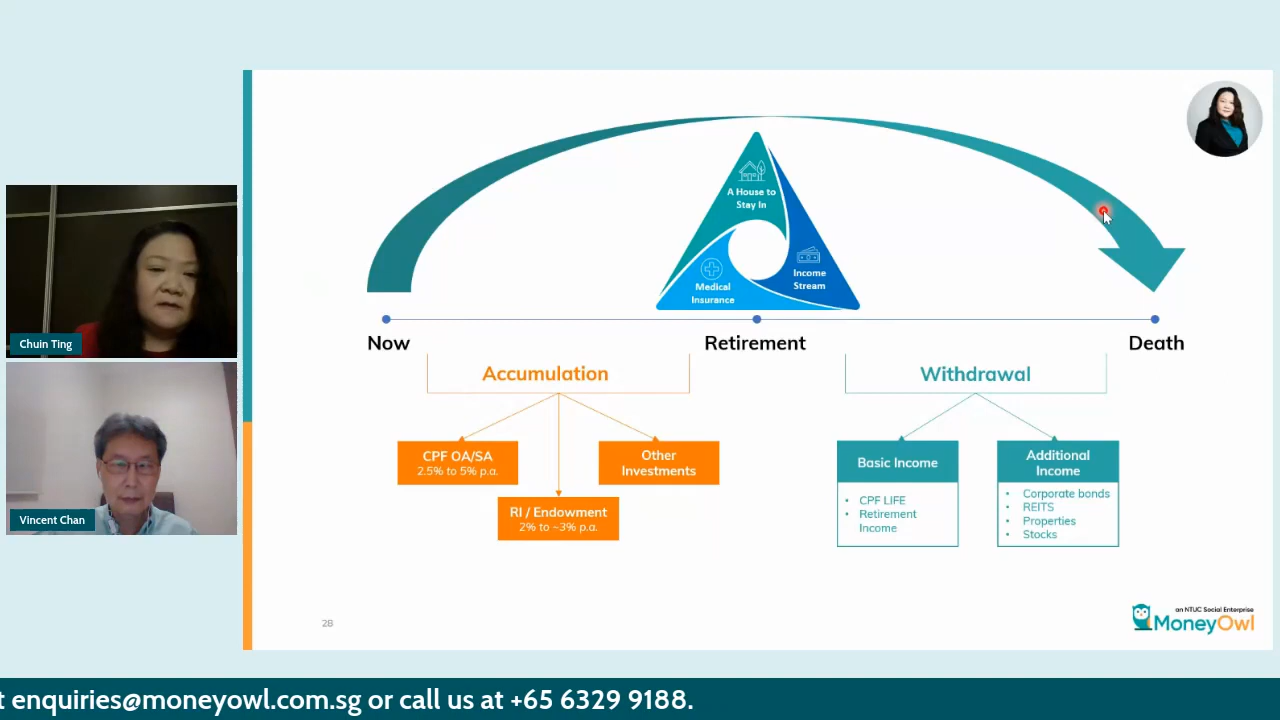 Chuin Ting
Vincent Chan
A House to
Stay In
Medical
Insurance
Income
Stream
Now
Retirement
Death
Accumulation
Withdrawal
CPF OA/SA
2.5% to 5% p.a.
Other
Investments
RI / Endowment
2% to ~3% p.a.
Basic Income
• CPF LIFE
• Retirement
Income
Additional
Income
• Corporate bonds
• REITS
• Properties
• Stocks
28
an NTUC Social Enterprise
MoneyOwl
t enquiries@moneyowl.com.sg or call us at +65 6329 9188.